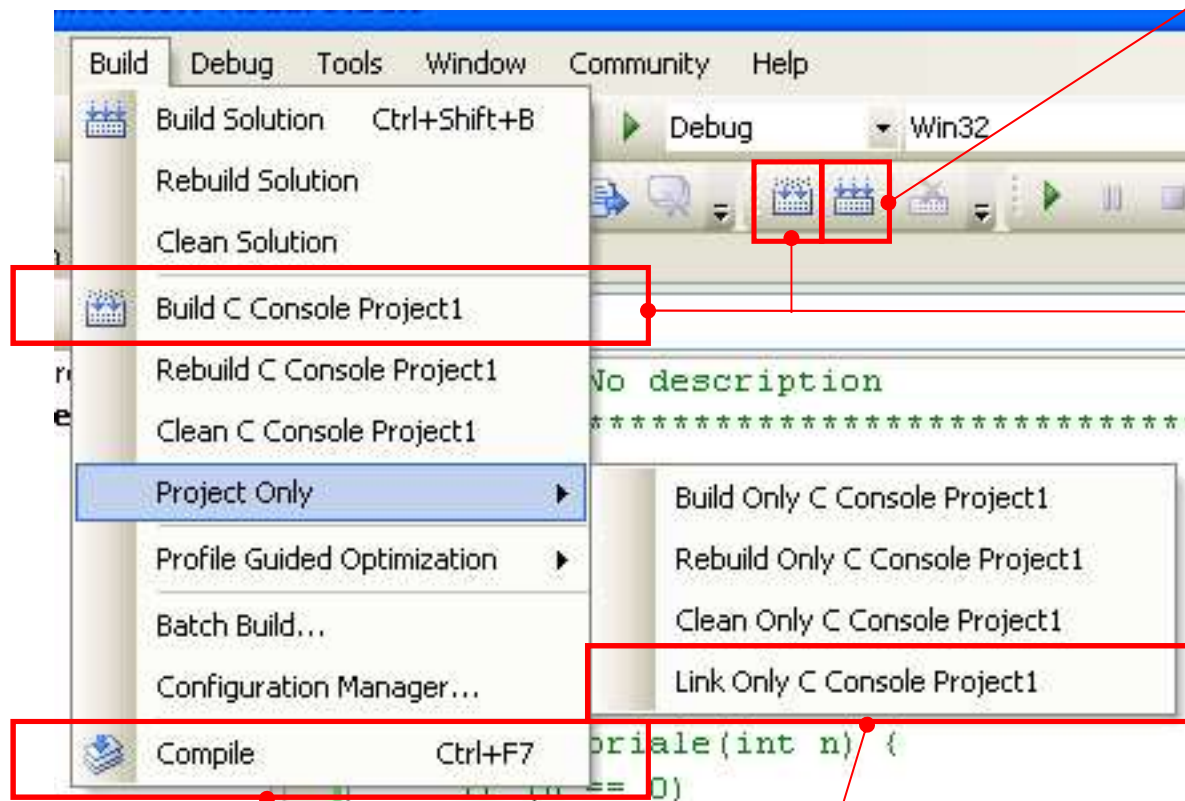 Build Debug Tools Window Community Help
Build Solution Ctrl+Shift+B
Debug Win32
Rebuild Solution
Clean Solution
Build C Console Project1
Rebuild C Console Project1
No description
*****************************
Clean C Console Project1
Project Only
Build Only C Console Project1
Profile Guided Optimization
Rebuild Only C Console Project1
Batch Build...
Clean Only C Console Project1
Configuration Manager...
Link Only C Console Project1
Compile Ctrl+F7
oriale(int n) {
== 0)